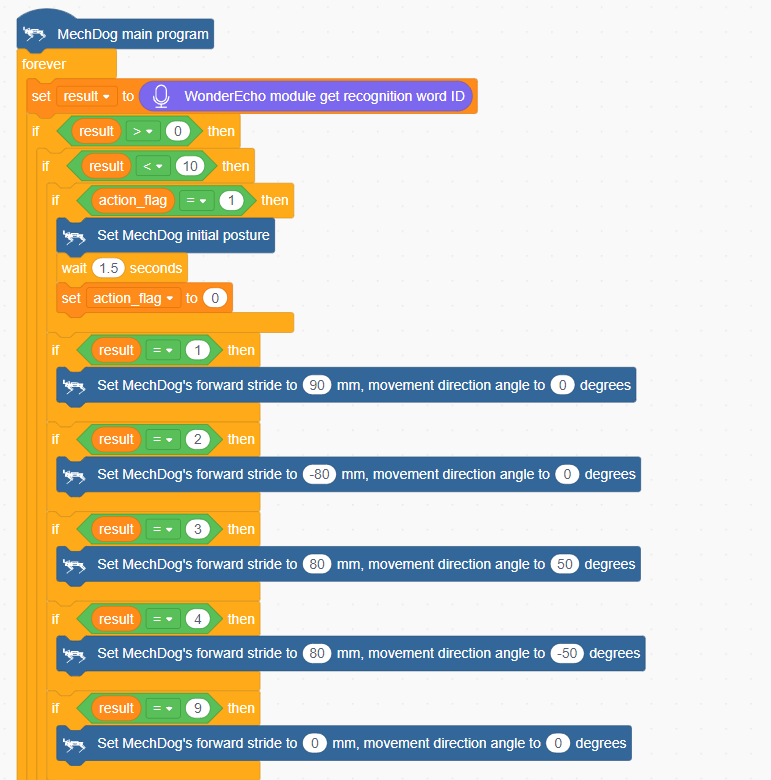 MechDog main program
forever
set result to WonderEcho module get recognition word ID
if result > 0 then
if result < 10 then
if action_flag = 1 then
Set MechDog initial posture
wait 1.5 seconds
set action_flag to 0
if result = 1 then
Set MechDog's forward stride to 90 mm, movement direction angle to 0 degrees
if result = 2 then
Set MechDog's forward stride to -80 mm, movement direction angle to 0 degrees
if result = 3 then
Set MechDog's forward stride to 80 mm, movement direction angle to 50 degrees
if result = 4 then
Set MechDog's forward stride to 80 mm, movement direction angle to -50 degrees
if result = 9 then
Set MechDog's forward stride to 0 mm, movement direction angle to 0 degrees